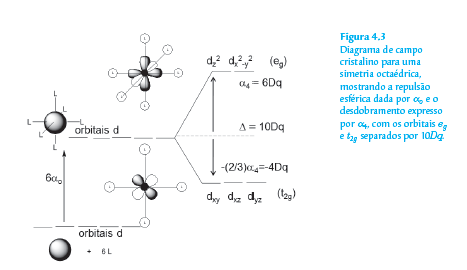 Figura 4.3
Diagrama de campo
cristalino para uma
simetria octaédrica,
mostrando a repulsão
esférica dada por α₀ e o
desdobramento expresso
por α₄, com os orbitais eg
e t₂g separados por 10Dq.
L
L
L
L
L
L
L
L
L
L
L
L
dz² dx²-y² (eg)
α₄ = 6Dq
L
L
L
L
L
orbitais d
Δ = 10Dq
6α₀
-(2/3)α₄=-4Dq
dxy dxz dyz (t₂g)
orbitais d
+ 6 L